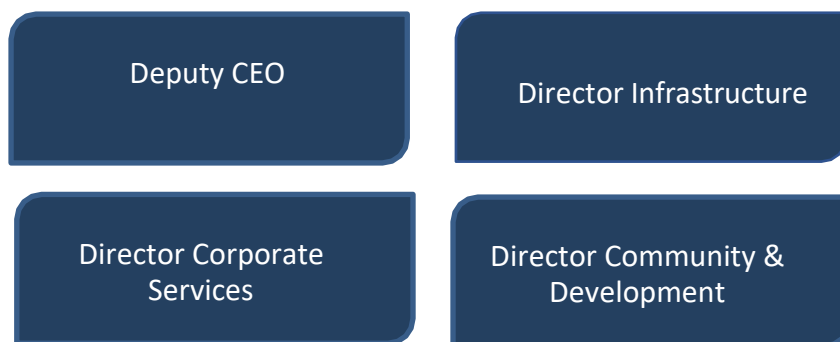 Deputy CEO
Director Infrastructure
Director Corporate
Services
Director Community &
Development